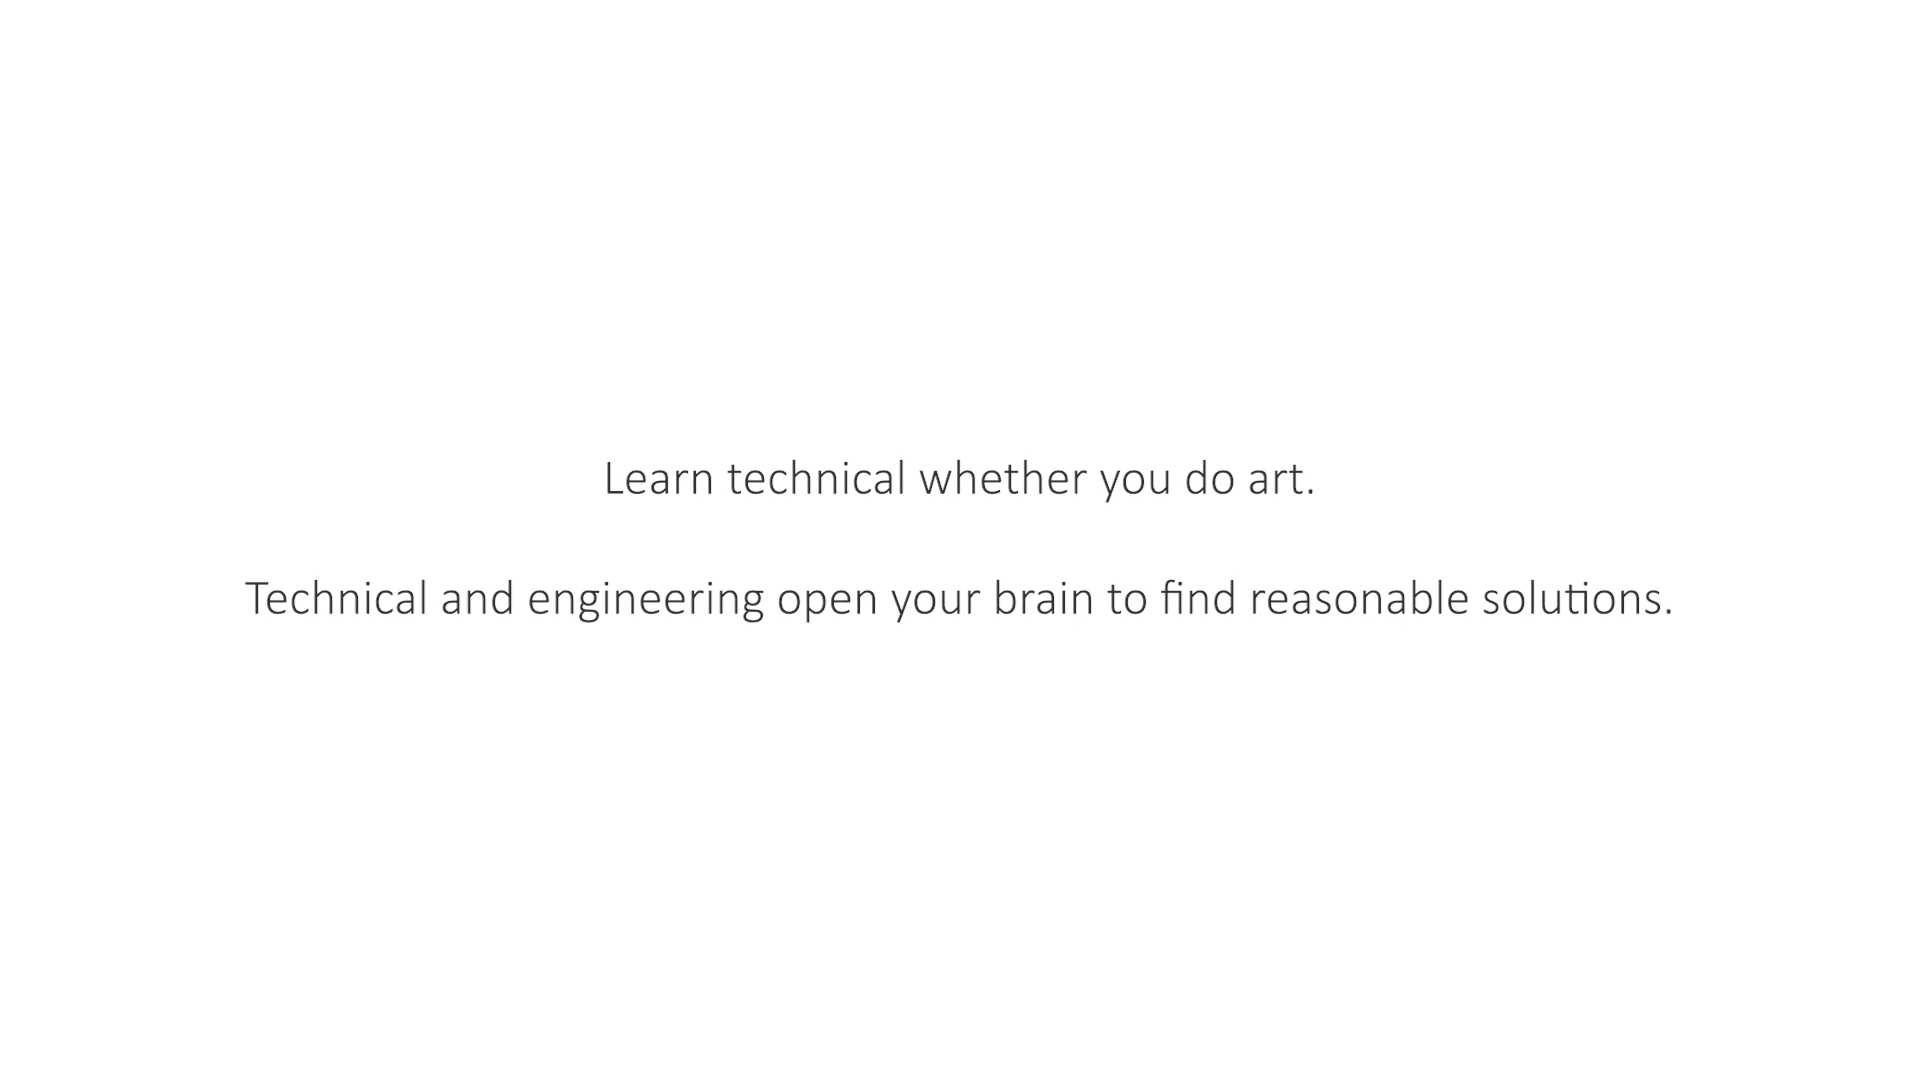 Learn technical whether you do art.
Technical and engineering open your brain to find reasonable solutions.